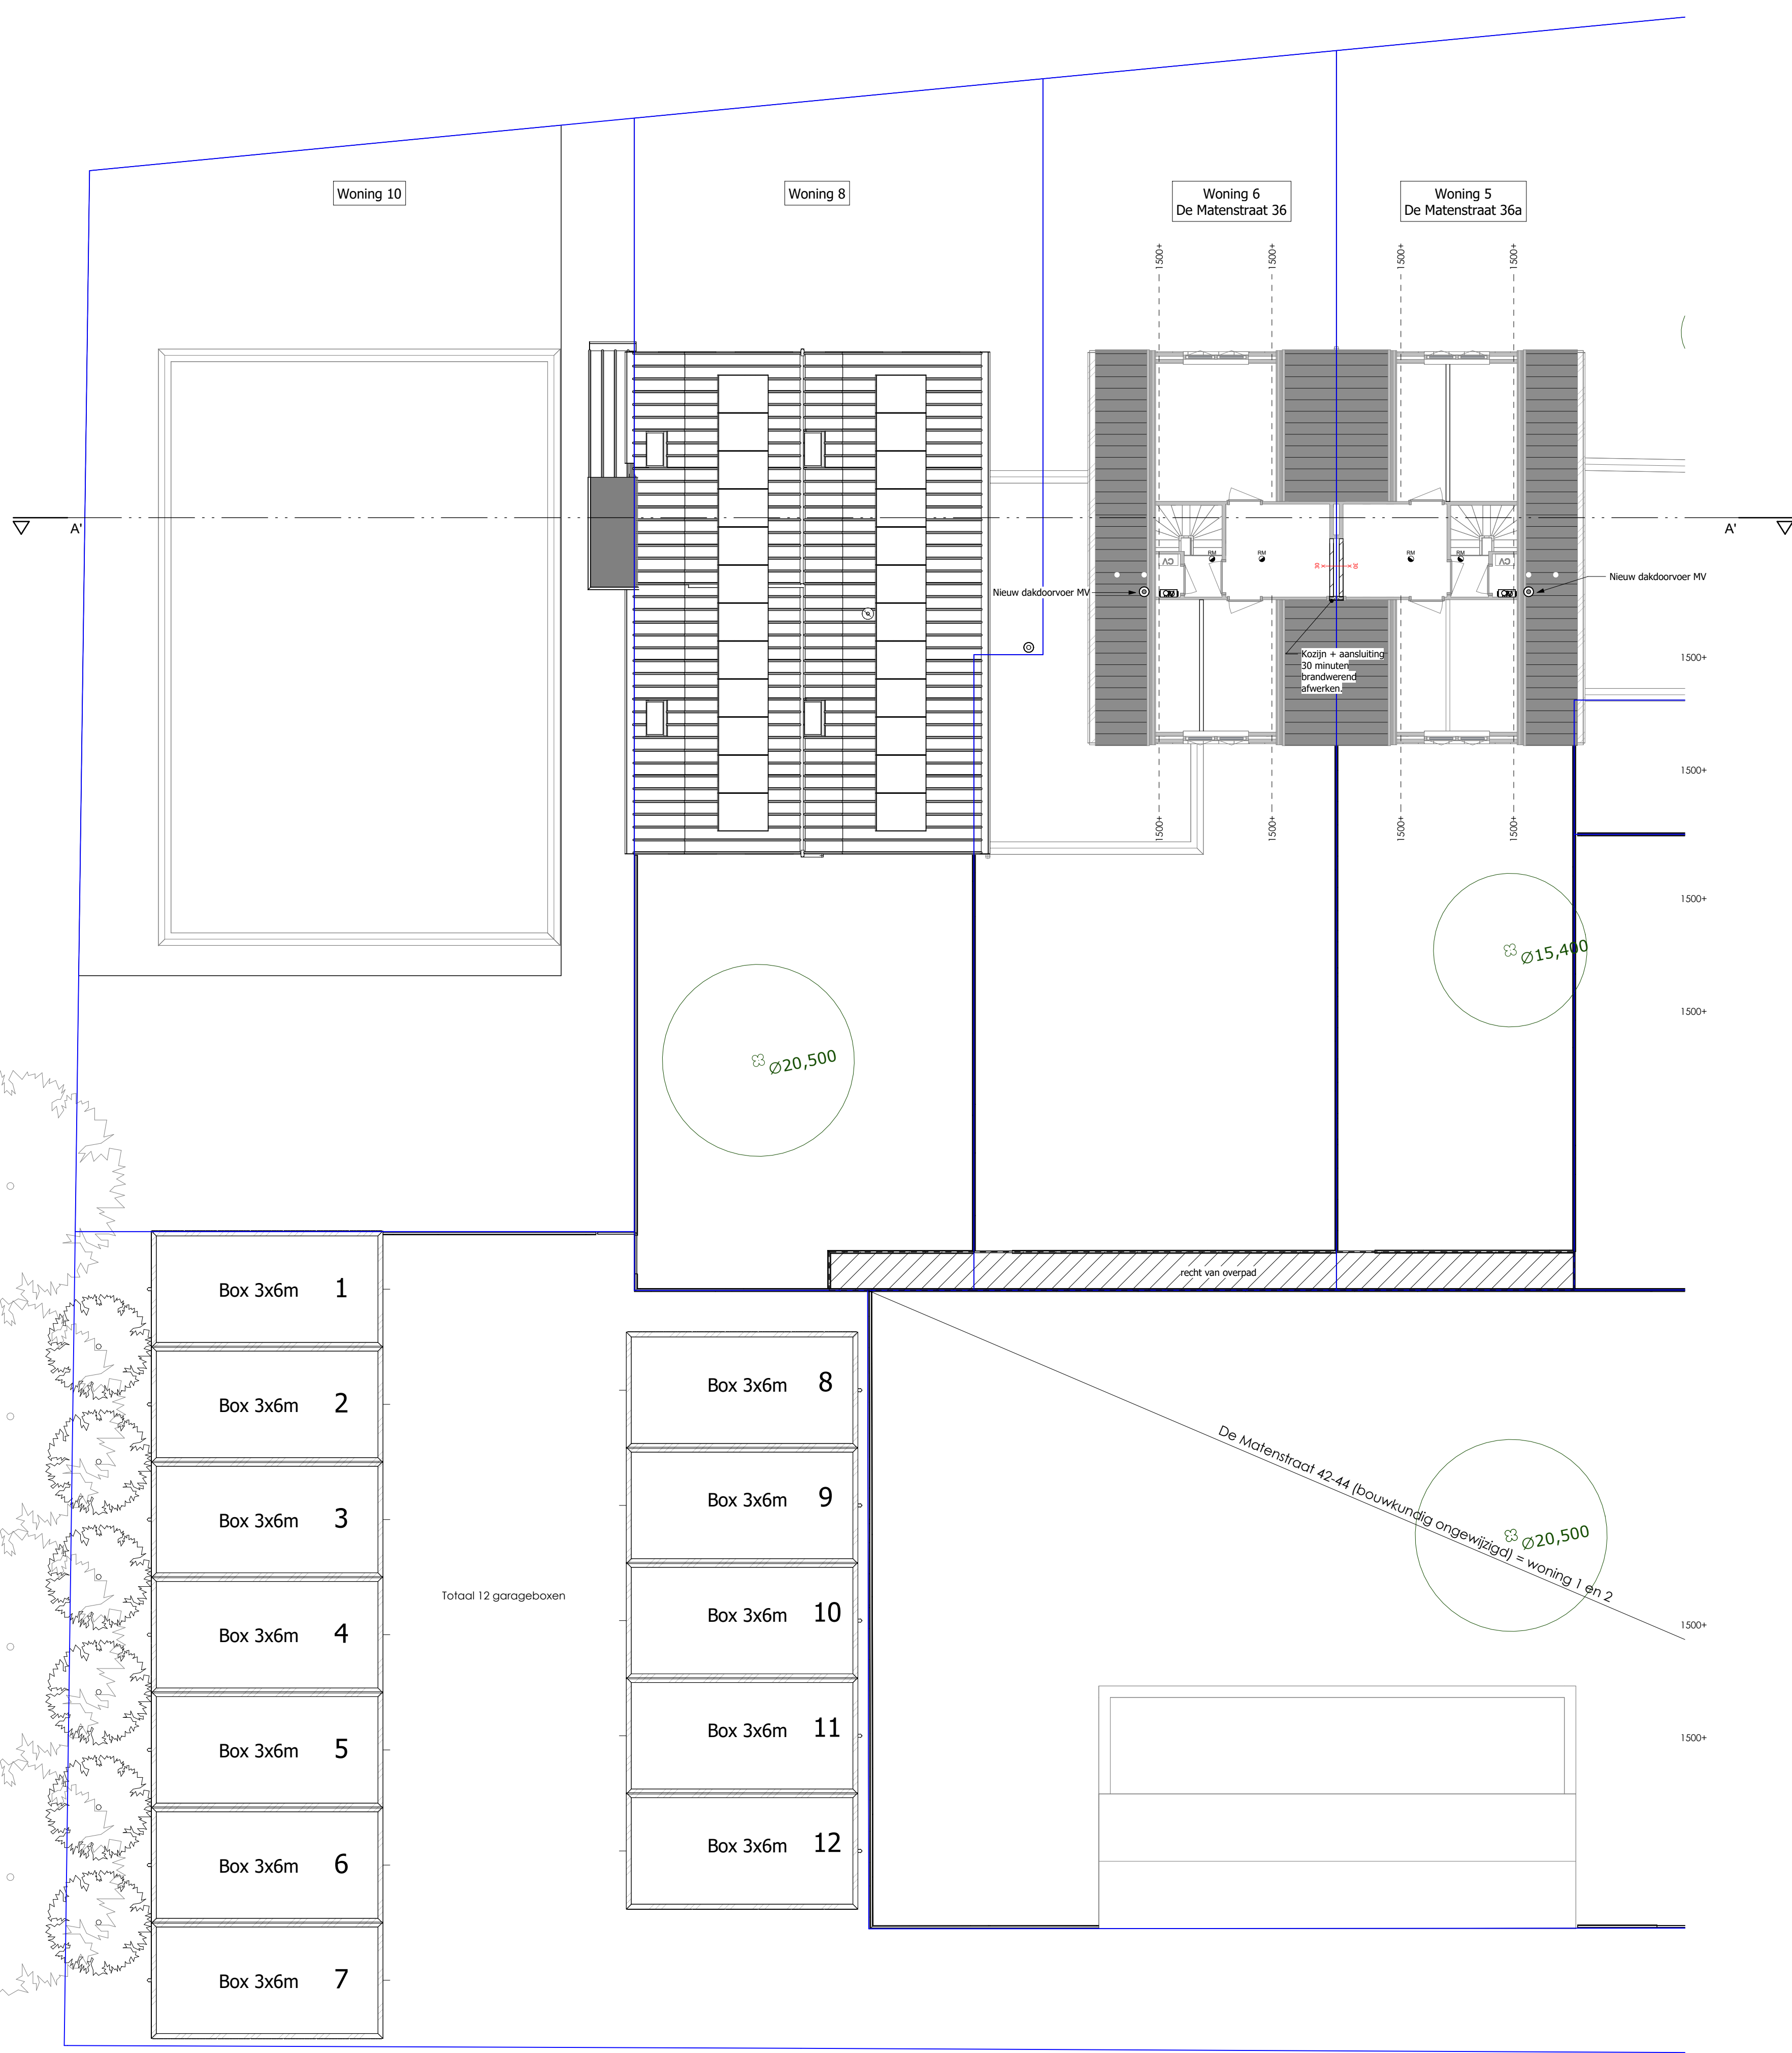 Woning 10
Woning 8
Woning 6
De Matenstraat 36
Woning 5
De Matenstraat 36a
1500+
1500+
1500+
1500+
A'
A'
RM
RM
RM
RM
CV
CV
30
30
Nieuw dakdoorvoer MV
Nieuw dakdoorvoer MV
Kozijn + aansluiting
30 minuten
brandwerend
afwerken.
1500+
1500+
1500+
1500+
1500+
1500+
1500+
1500+
Ø15,400
Ø20,500
recht van overpad
Box 3x6m 1
Box 3x6m 2
Box 3x6m 3
Box 3x6m 4
Box 3x6m 5
Box 3x6m 6
Box 3x6m 7
Totaal 12 garageboxen
Box 3x6m 8
Box 3x6m 9
Box 3x6m 10
Box 3x6m 11
Box 3x6m 12
De Matenstraat 42-44 (bouwkundig ongewijzigd) = woning 1 en 2
Ø20,500
1500+
1500+